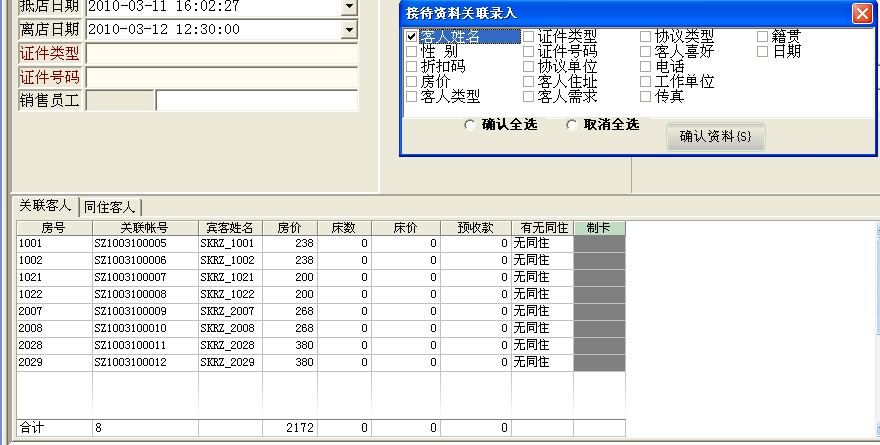 抵店日期 2010-03-11 16:02:27
离店日期 2010-03-12 12:30:00
证件类型
证件号码
销售员工
接待资料关联录入
客人姓名 证件类型 协议类型 籍贯
性 别 证件号码 客人喜好 日期
折扣码 协议单位 电话
房价 客人住址 工作单位
客人类型 客人需求 传真
确认全选 取消全选 确认资料{S}
关联客人 同住客人
房号 关联帐号 宾客姓名 房价 床数 床价 预收款 有无同住 制卡
1001 SZ1003100005 SKRZ_1001 238 0 0 0 无同住
1002 SZ1003100006 SKRZ_1002 238 0 0 0 无同住
1021 SZ1003100007 SKRZ_1021 200 0 0 0 无同住
1022 SZ1003100008 SKRZ_1022 200 0 0 0 无同住
2007 SZ1003100009 SKRZ_2007 268 0 0 0 无同住
2008 SZ1003100010 SKRZ_2008 268 0 0 0 无同住
2028 SZ1003100011 SKRZ_2028 380 0 0 0 无同住
2029 SZ1003100012 SKRZ_2029 380 0 0 0 无同住
合计 8 2172 0 0 0